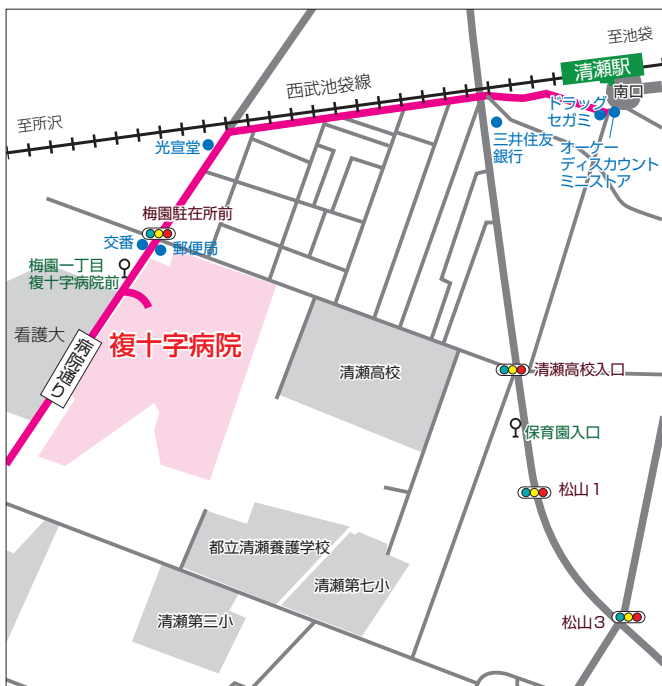 至池袋
清瀬駅
南口
西武池袋線
ドラッグ
セガミ
至所沢
光宣堂
三井住友
銀行
オーケー
ディスカウント
ミニストア
梅園駐在所前
交番
郵便局
梅園一丁目
複十字病院前
看護大
複十字病院
病院通り
清瀬高校
清瀬高校入口
保育園入口
松山1
都立清瀬養護学校
清瀬第七小
清瀬第三小
松山3